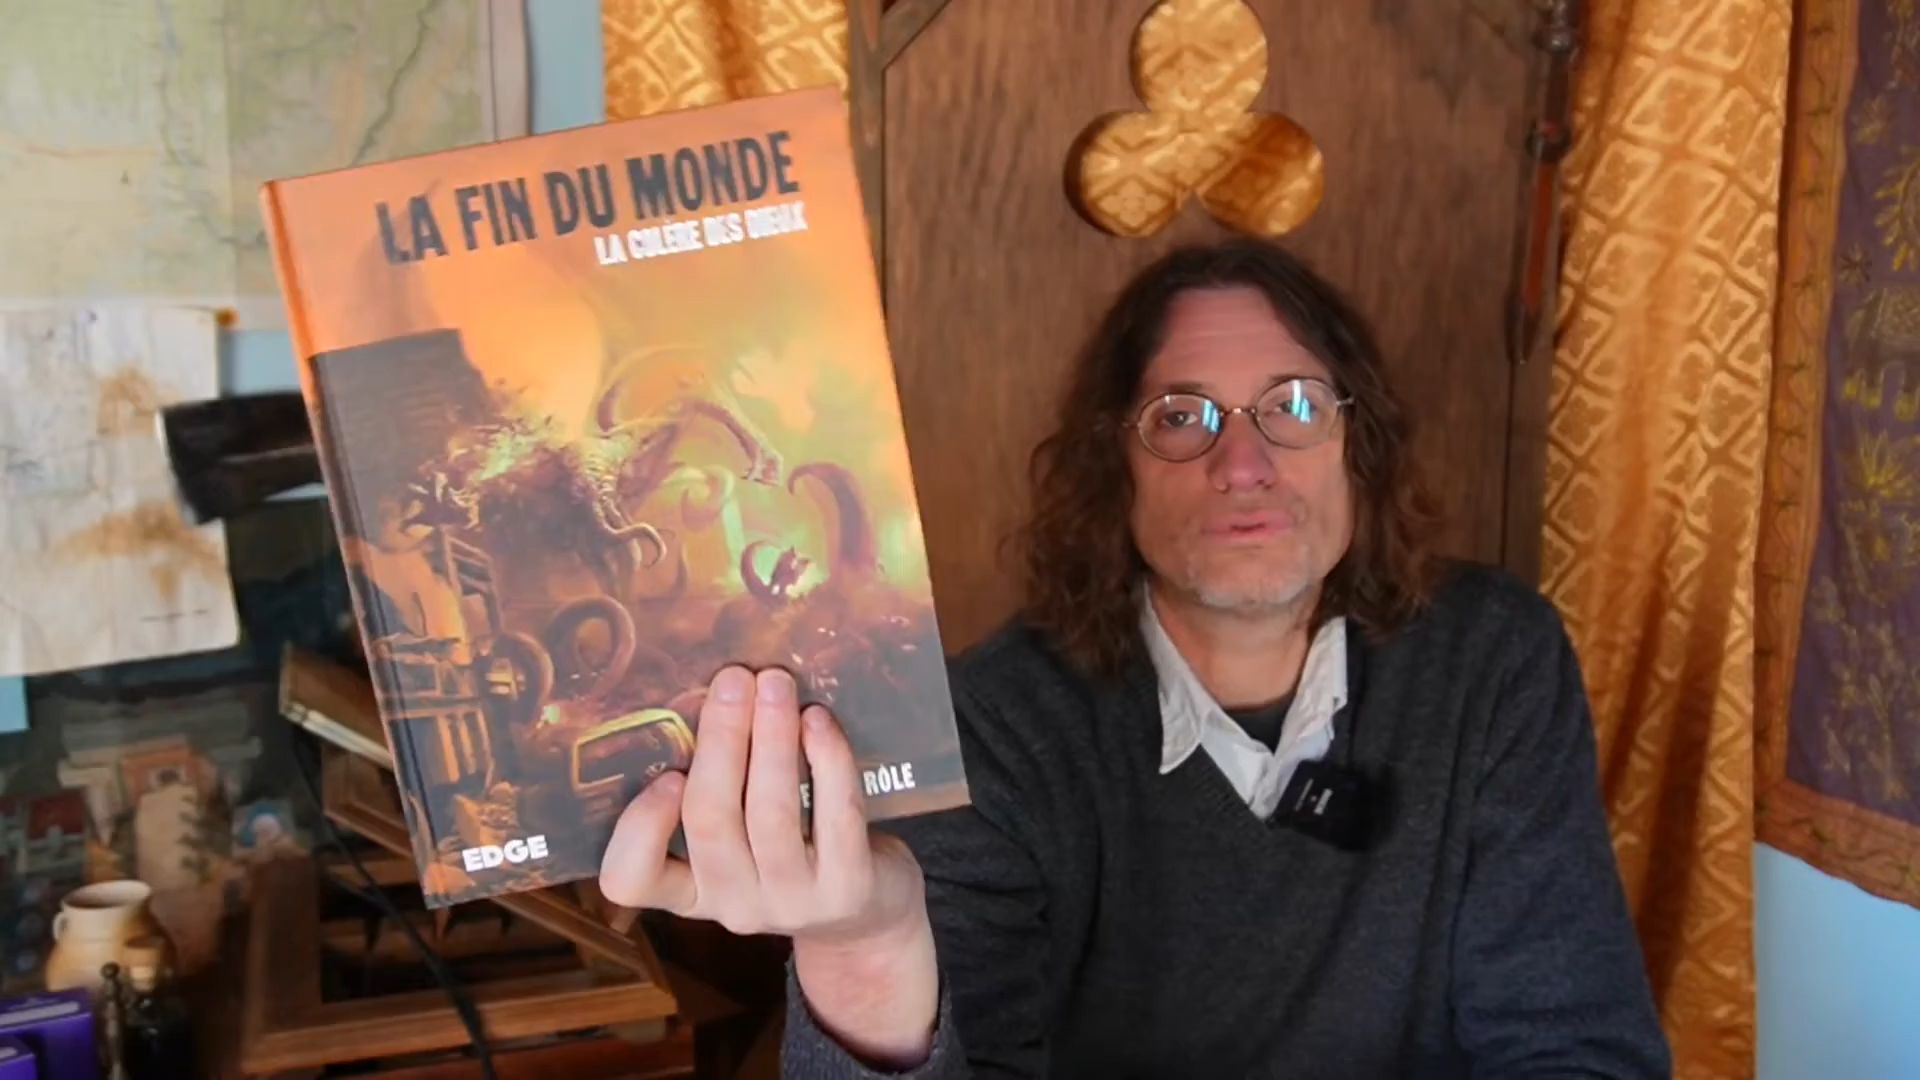 LA FIN DU MONDE
LA COLÈRE DES DIEUX
RÔLE
EDGE